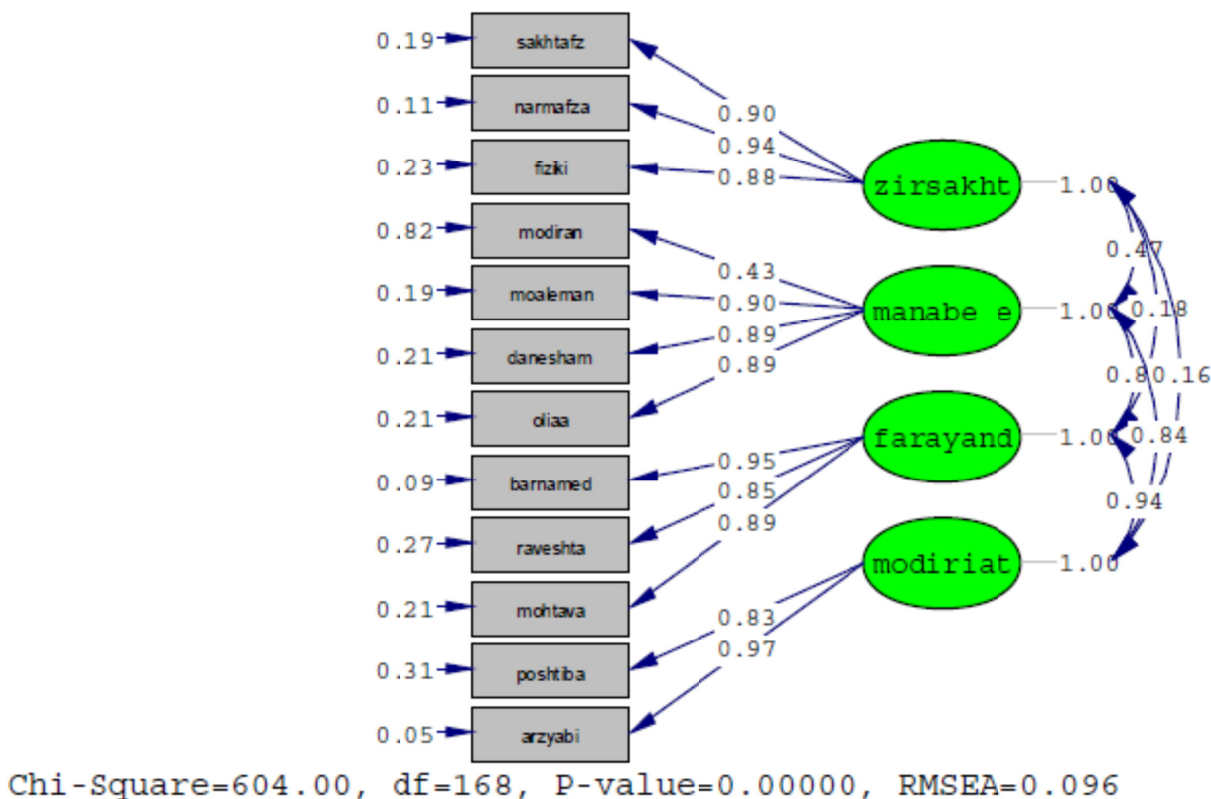 0.19 sakhtafz
0.11 narmafza
0.23 fiziki
0.82 modiran
0.19 moaleman
0.21 danesham
0.21 oliaa
0.09 barnamed
0.27 raveshta
0.21 mohtava
0.31 poshtiba
0.05 arzyabi
0.90
0.94
0.88
0.43
0.90
0.89
0.89
0.95
0.85
0.89
0.83
0.97
zirsakht 1.00
manabe e 1.00
farayand 1.00
modiriat 1.00
0.47
0.18
0.16
0.84
0.94
Chi-Square=604.00, df=168, P-value=0.00000, RMSEA=0.096